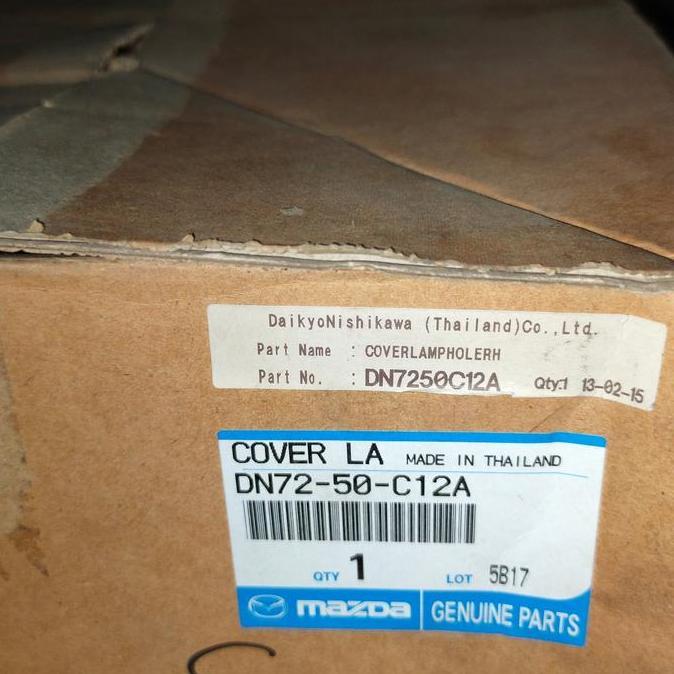 DaikyoNishikawa (Thailand)Co.,Ltd.
Part Name : COVERLAMPHOLERH
Part No. : DN7250C12A Qty:1 13-02-15
COVER LA MADE IN THAILAND
DN72-50-C12A
QTY 1 LOT 5B17
mazda GENUINE PARTS